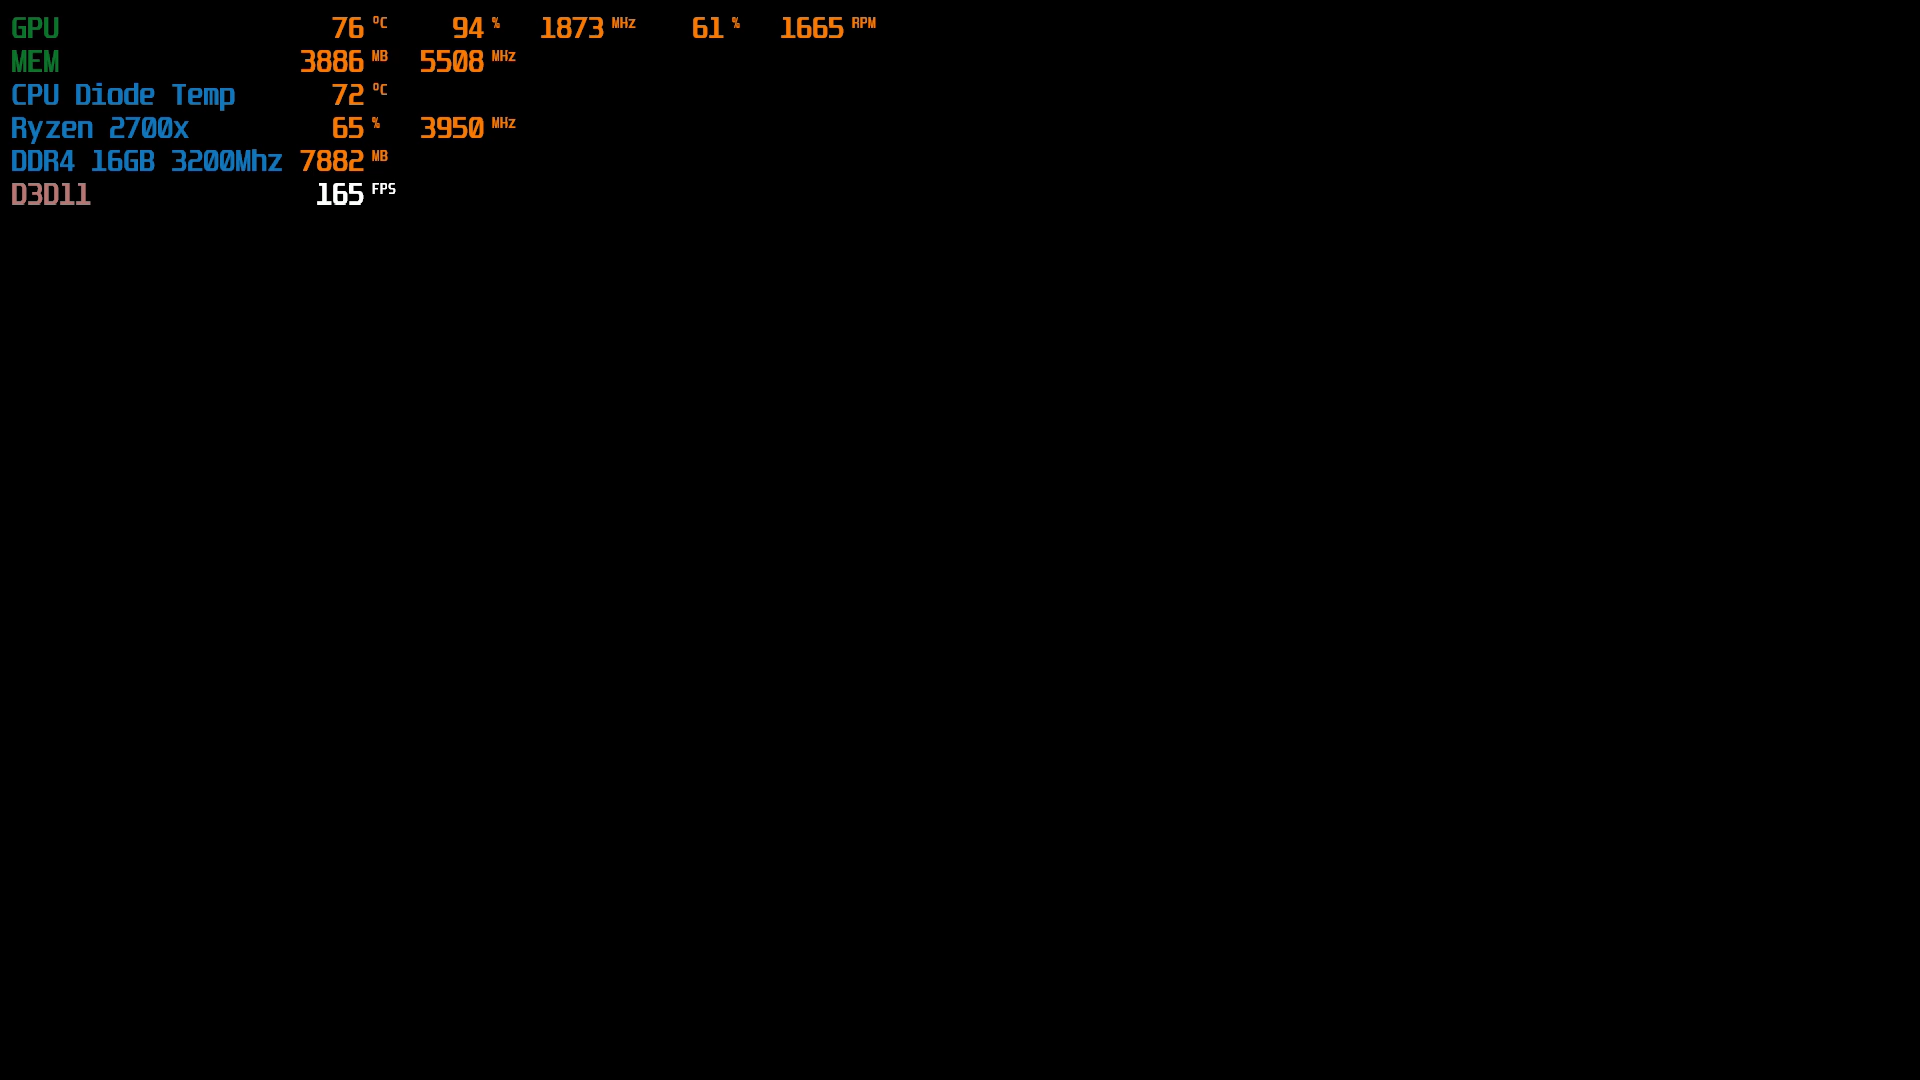 GPU 76 °C 94 % 1873 MHz 61 % 1665 RPM
MEM 3886 MB 5508 MHz
CPU Diode Temp 72 °C
Ryzen 2700x 65 % 3950 MHz
DDR4 16GB 3200Mhz 7882 MB
D3D11 165 FPS